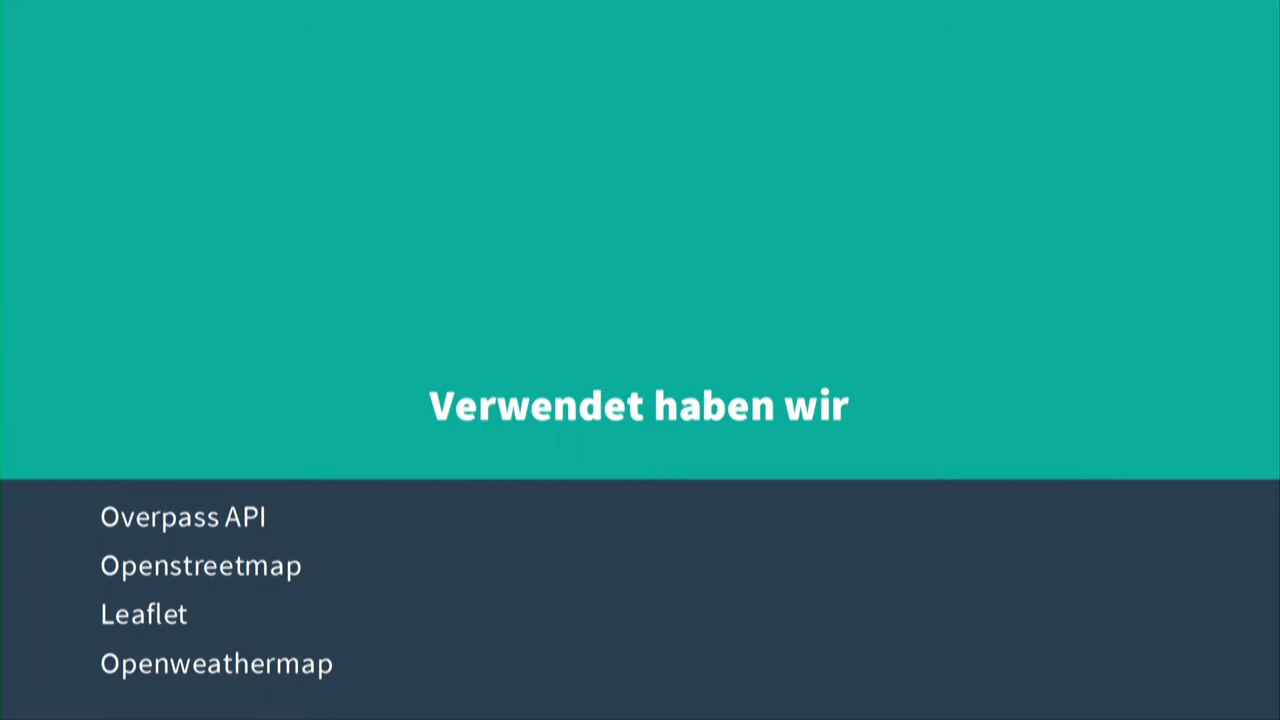 Verwendet haben wir
Overpass API
Openstreetmap
Leaflet
Openweathermap